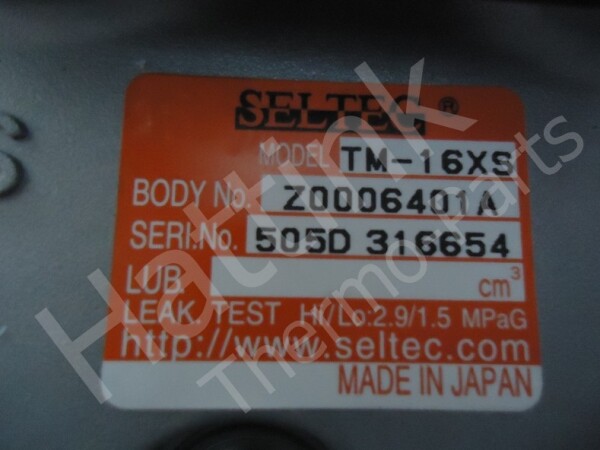 SELTEC ®
MODEL TM-16XS
BODY No. Z0006401A
SERI.No. 505D 316654
LUB. cm³
LEAK TEST Hi/Lo:2.9/1.5 MPaG
http://www.seltec.com
MADE IN JAPAN
Hattink
Thermo Parts